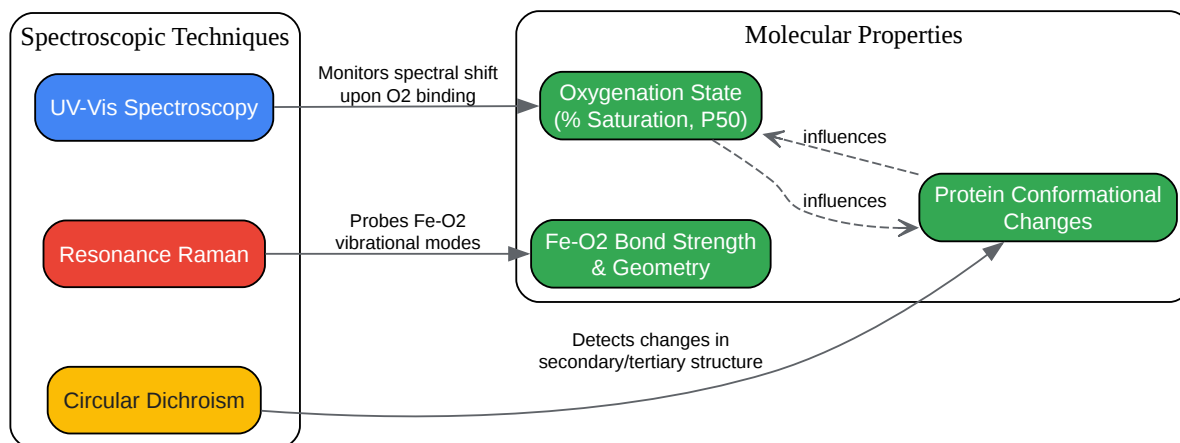 Spectroscopic Techniques
Molecular Properties
UV-Vis Spectroscopy
Monitors spectral shift
upon O2 binding
Oxygenation State
(% Saturation, P50)
influences
influences
Protein Conformational
Changes
Resonance Raman
Probes Fe-O2
vibrational modes
Fe-O2 Bond Strength
& Geometry
Detects changes in
secondary/tertiary structure
Circular Dichroism